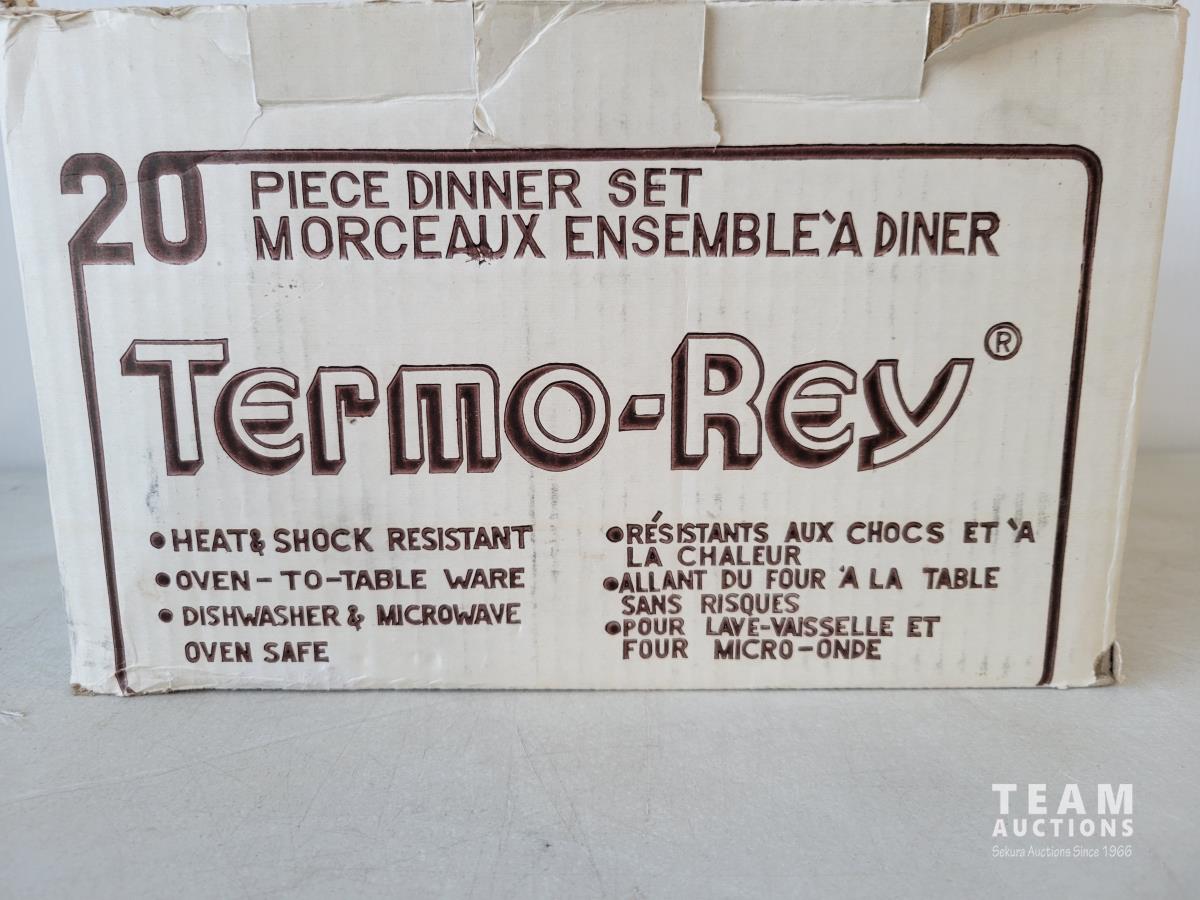 20 PIECE DINNER SET
MORCEAUX ENSEMBLE`A DINER
Termo-Rey®
•HEAT& SHOCK RESISTANT
•OVEN-TO-TABLE WARE
•DISHWASHER & MICROWAVE
OVEN SAFE
•RÉSISTANTS AUX CHOCS ET `A
LA CHALEUR
•ALLANT DU FOUR `A LA TABLE
SANS RISQUES
•POUR LAVE-VAISSELLE ET
FOUR MICRO-ONDE
TEAM
AUCTIONS
Sekura Auctions Since 1966